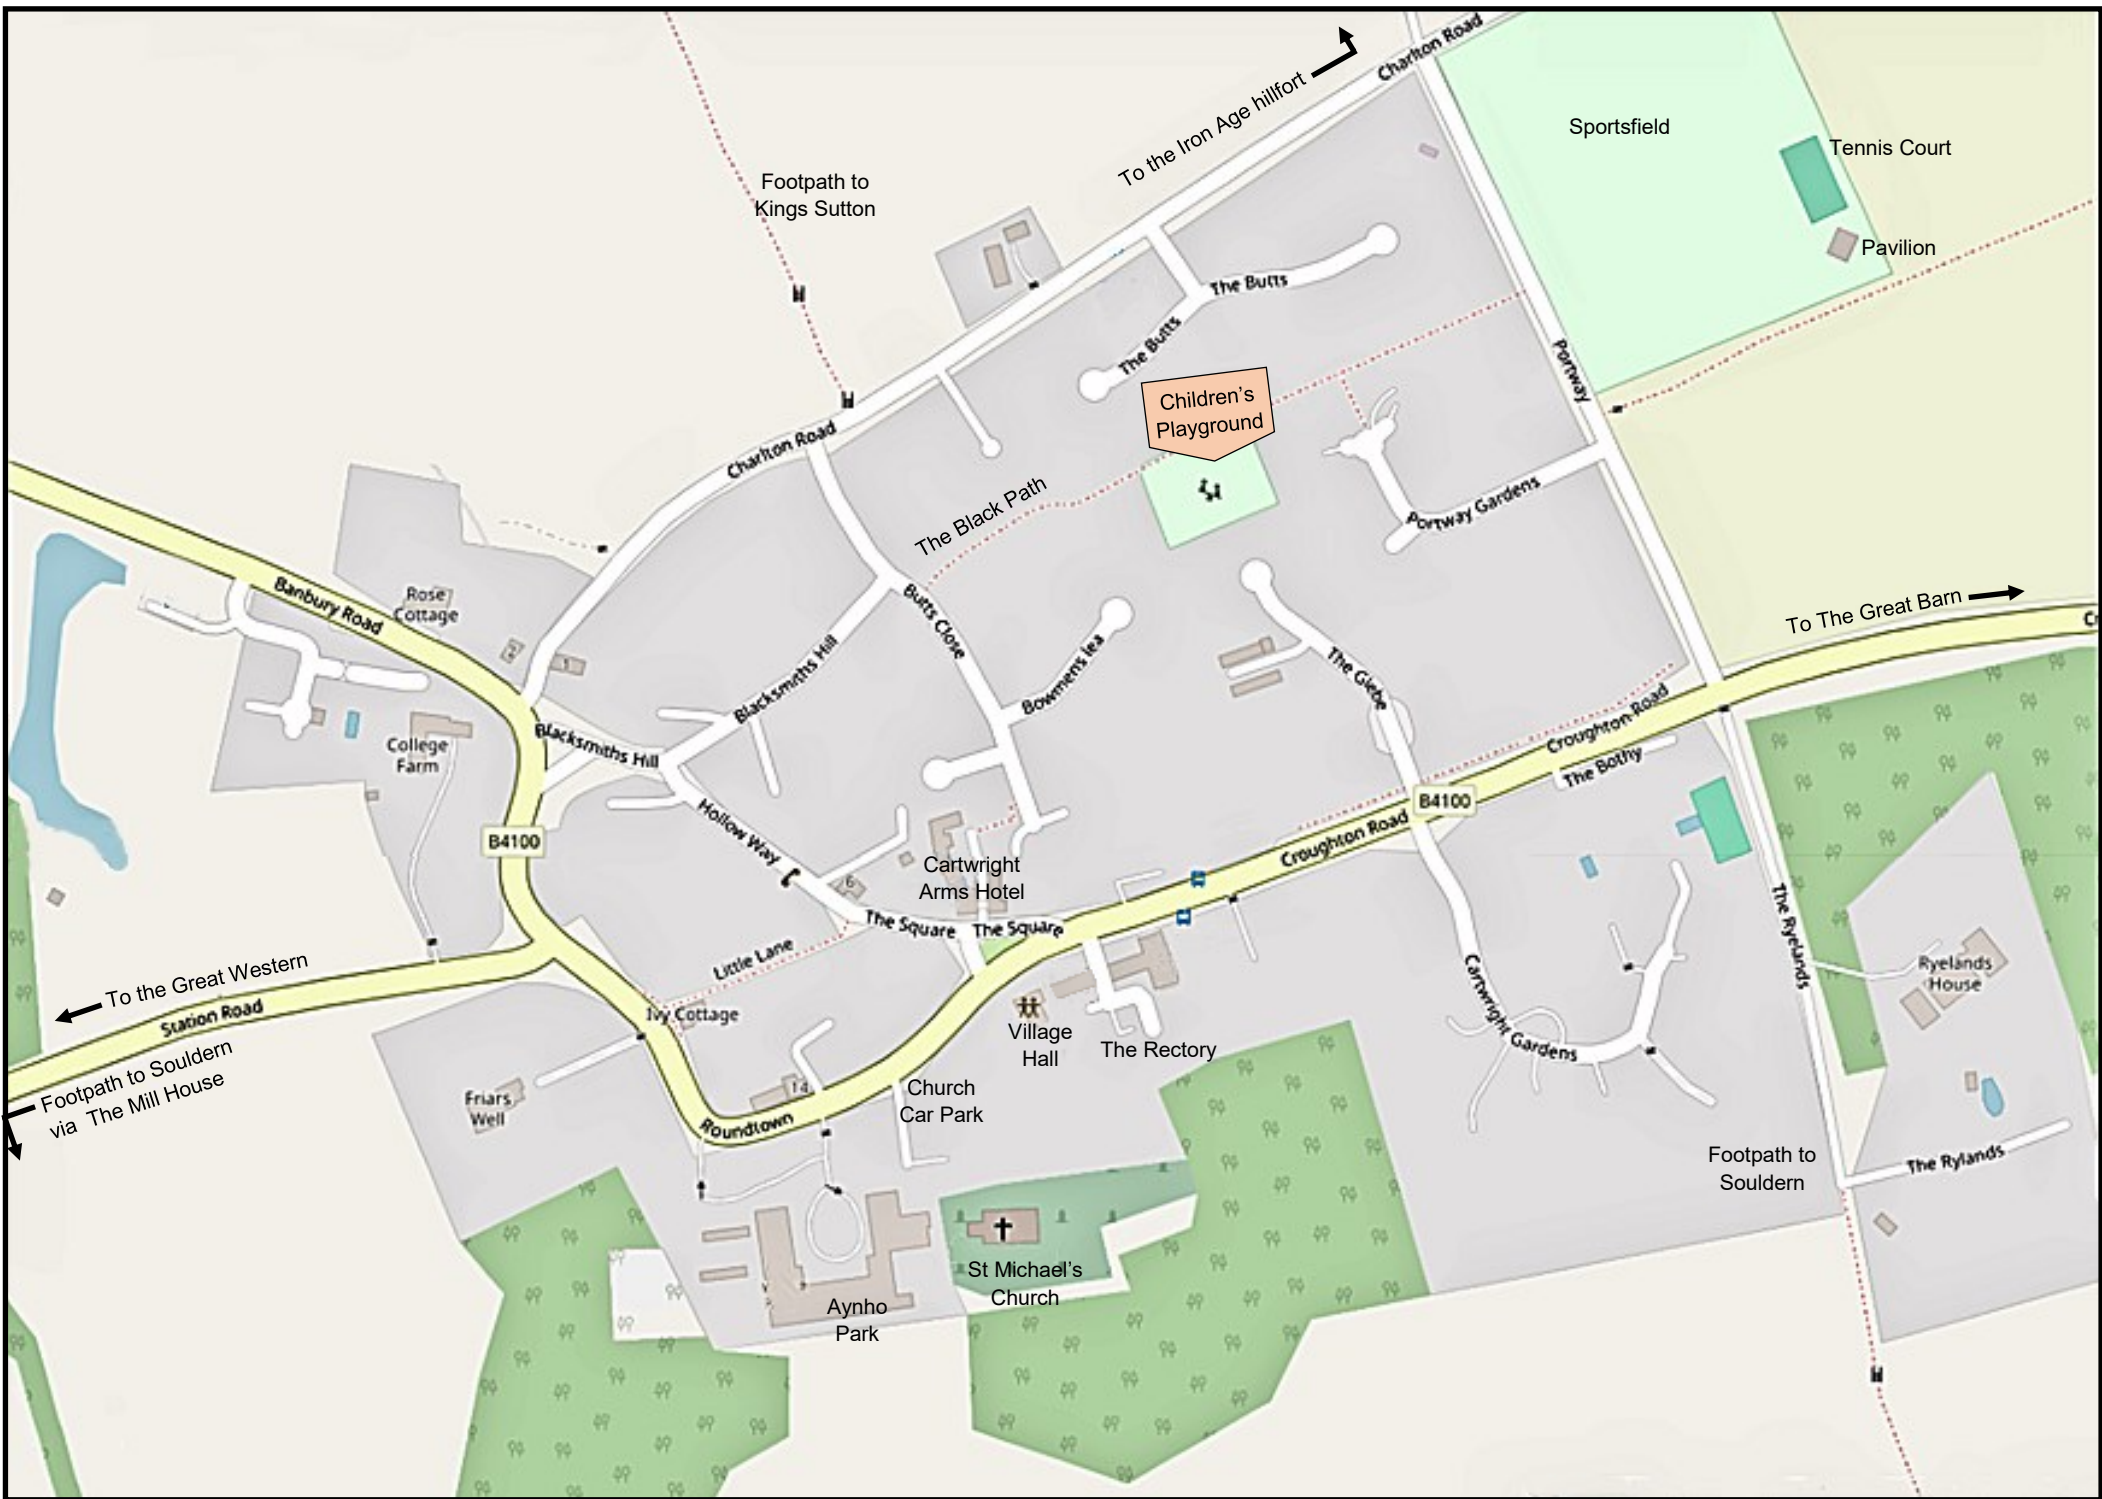 Charlton Road
To the Iron Age hillfort
Sportsfield
Tennis Court
Footpath to
Kings Sutton
Pavilion
The Butts
The Butts
Portway
Children's
Playground
Charlton Road
The Black Path
Portway Gardens
Banbury Road
Rose
Cottage
2
1
Butts Close
To The Great Barn
Blacksmiths Hill
Bowmens lea
The Glebe
Blacksmiths Hill
College
Farm
Croughton Road
The Bothy
B4100
B4100
Hollow Way
Croughton Road
Cartwright
Arms Hotel
6
The Square
The Square
The Ryelands
Little Lane
To the Great Western
Station Road
Ivy Cottage
Cartwright Gardens
Ryelands
House
Village
Hall
The Rectory
Footpath to Souldern
via The Mill House
Friars
Well
14
Church
Car Park
Roundtown
Footpath to
Souldern
The Rylands
St Michael's
Church
Aynho
Park